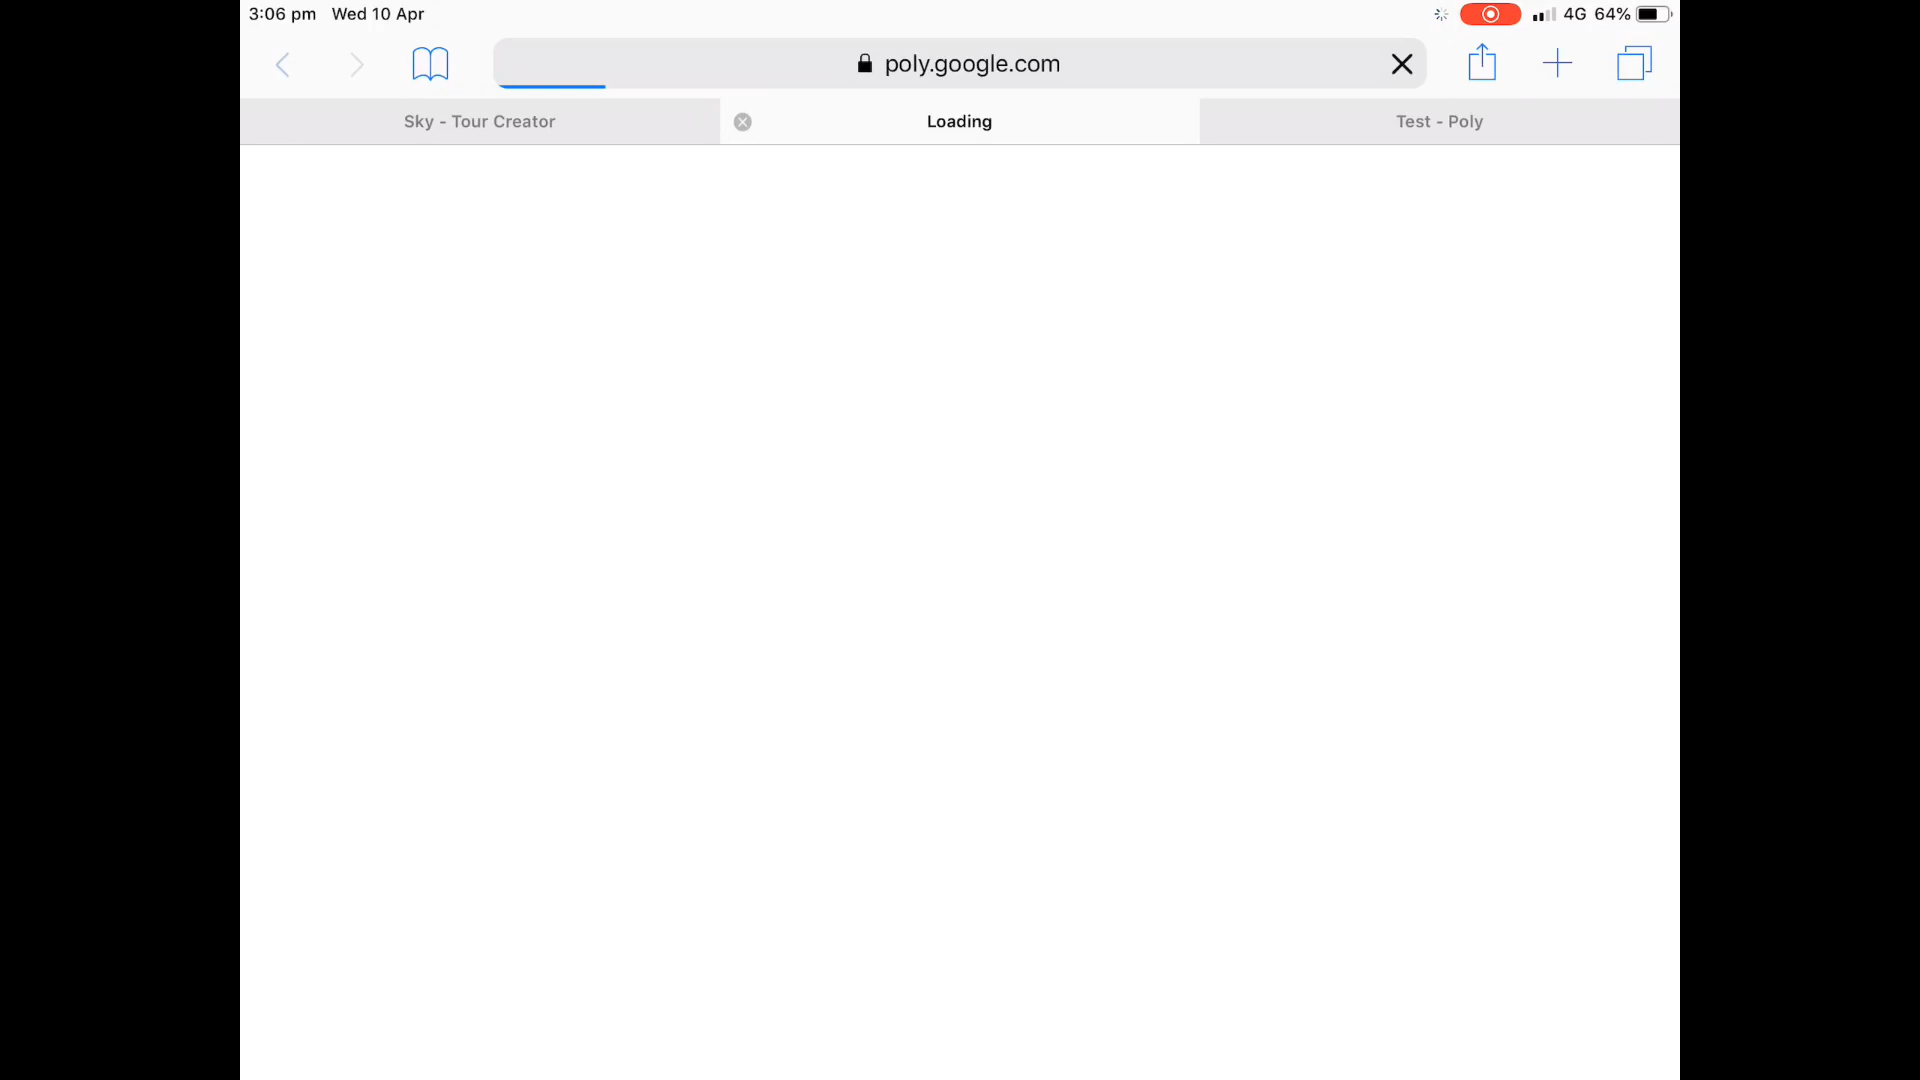 3:06 pm Wed 10 Apr 4G 64%
poly.google.com
Sky - Tour Creator Loading Test - Poly